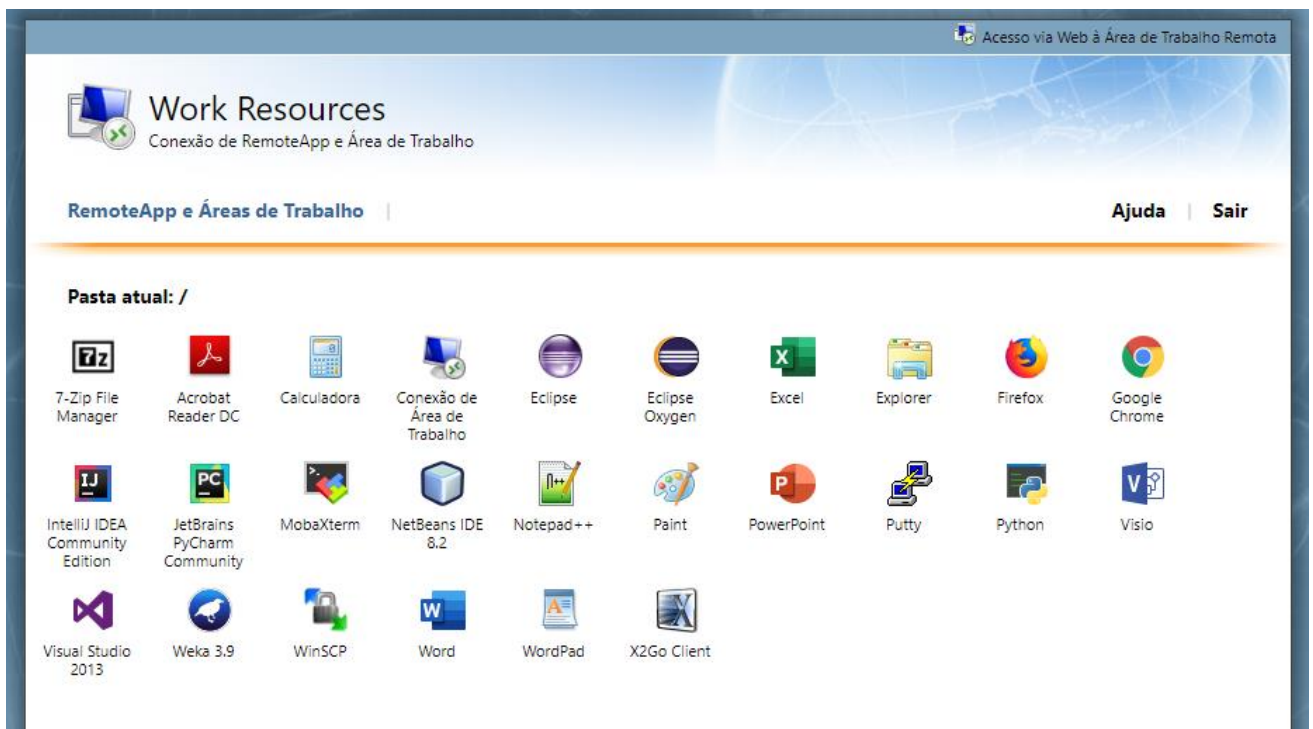 Acesso via Web à Área de Trabalho Remota
Work Resources
Conexão de RemoteApp e Área de Trabalho
RemoteApp e Áreas de Trabalho | Ajuda | Sair
Pasta atual: /
7-Zip File Manager
Acrobat Reader DC
Calculadora
Conexão de Área de Trabalho
Eclipse
Eclipse Oxygen
Excel
Explorer
Firefox
Google Chrome
IntelliJ IDEA Community Edition
JetBrains PyCharm Community
MobaXterm
NetBeans IDE 8.2
Notepad++
Paint
PowerPoint
Putty
Python
Visio
Visual Studio 2013
Weka 3.9
WinSCP
Word
WordPad
X2Go Client